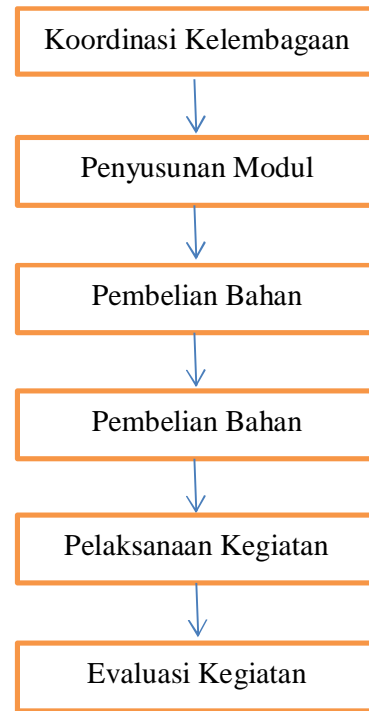 Koordinasi Kelembagaan
Penyusunan Modul
Pembelian Bahan
Pembelian Bahan
Pelaksanaan Kegiatan
Evaluasi Kegiatan